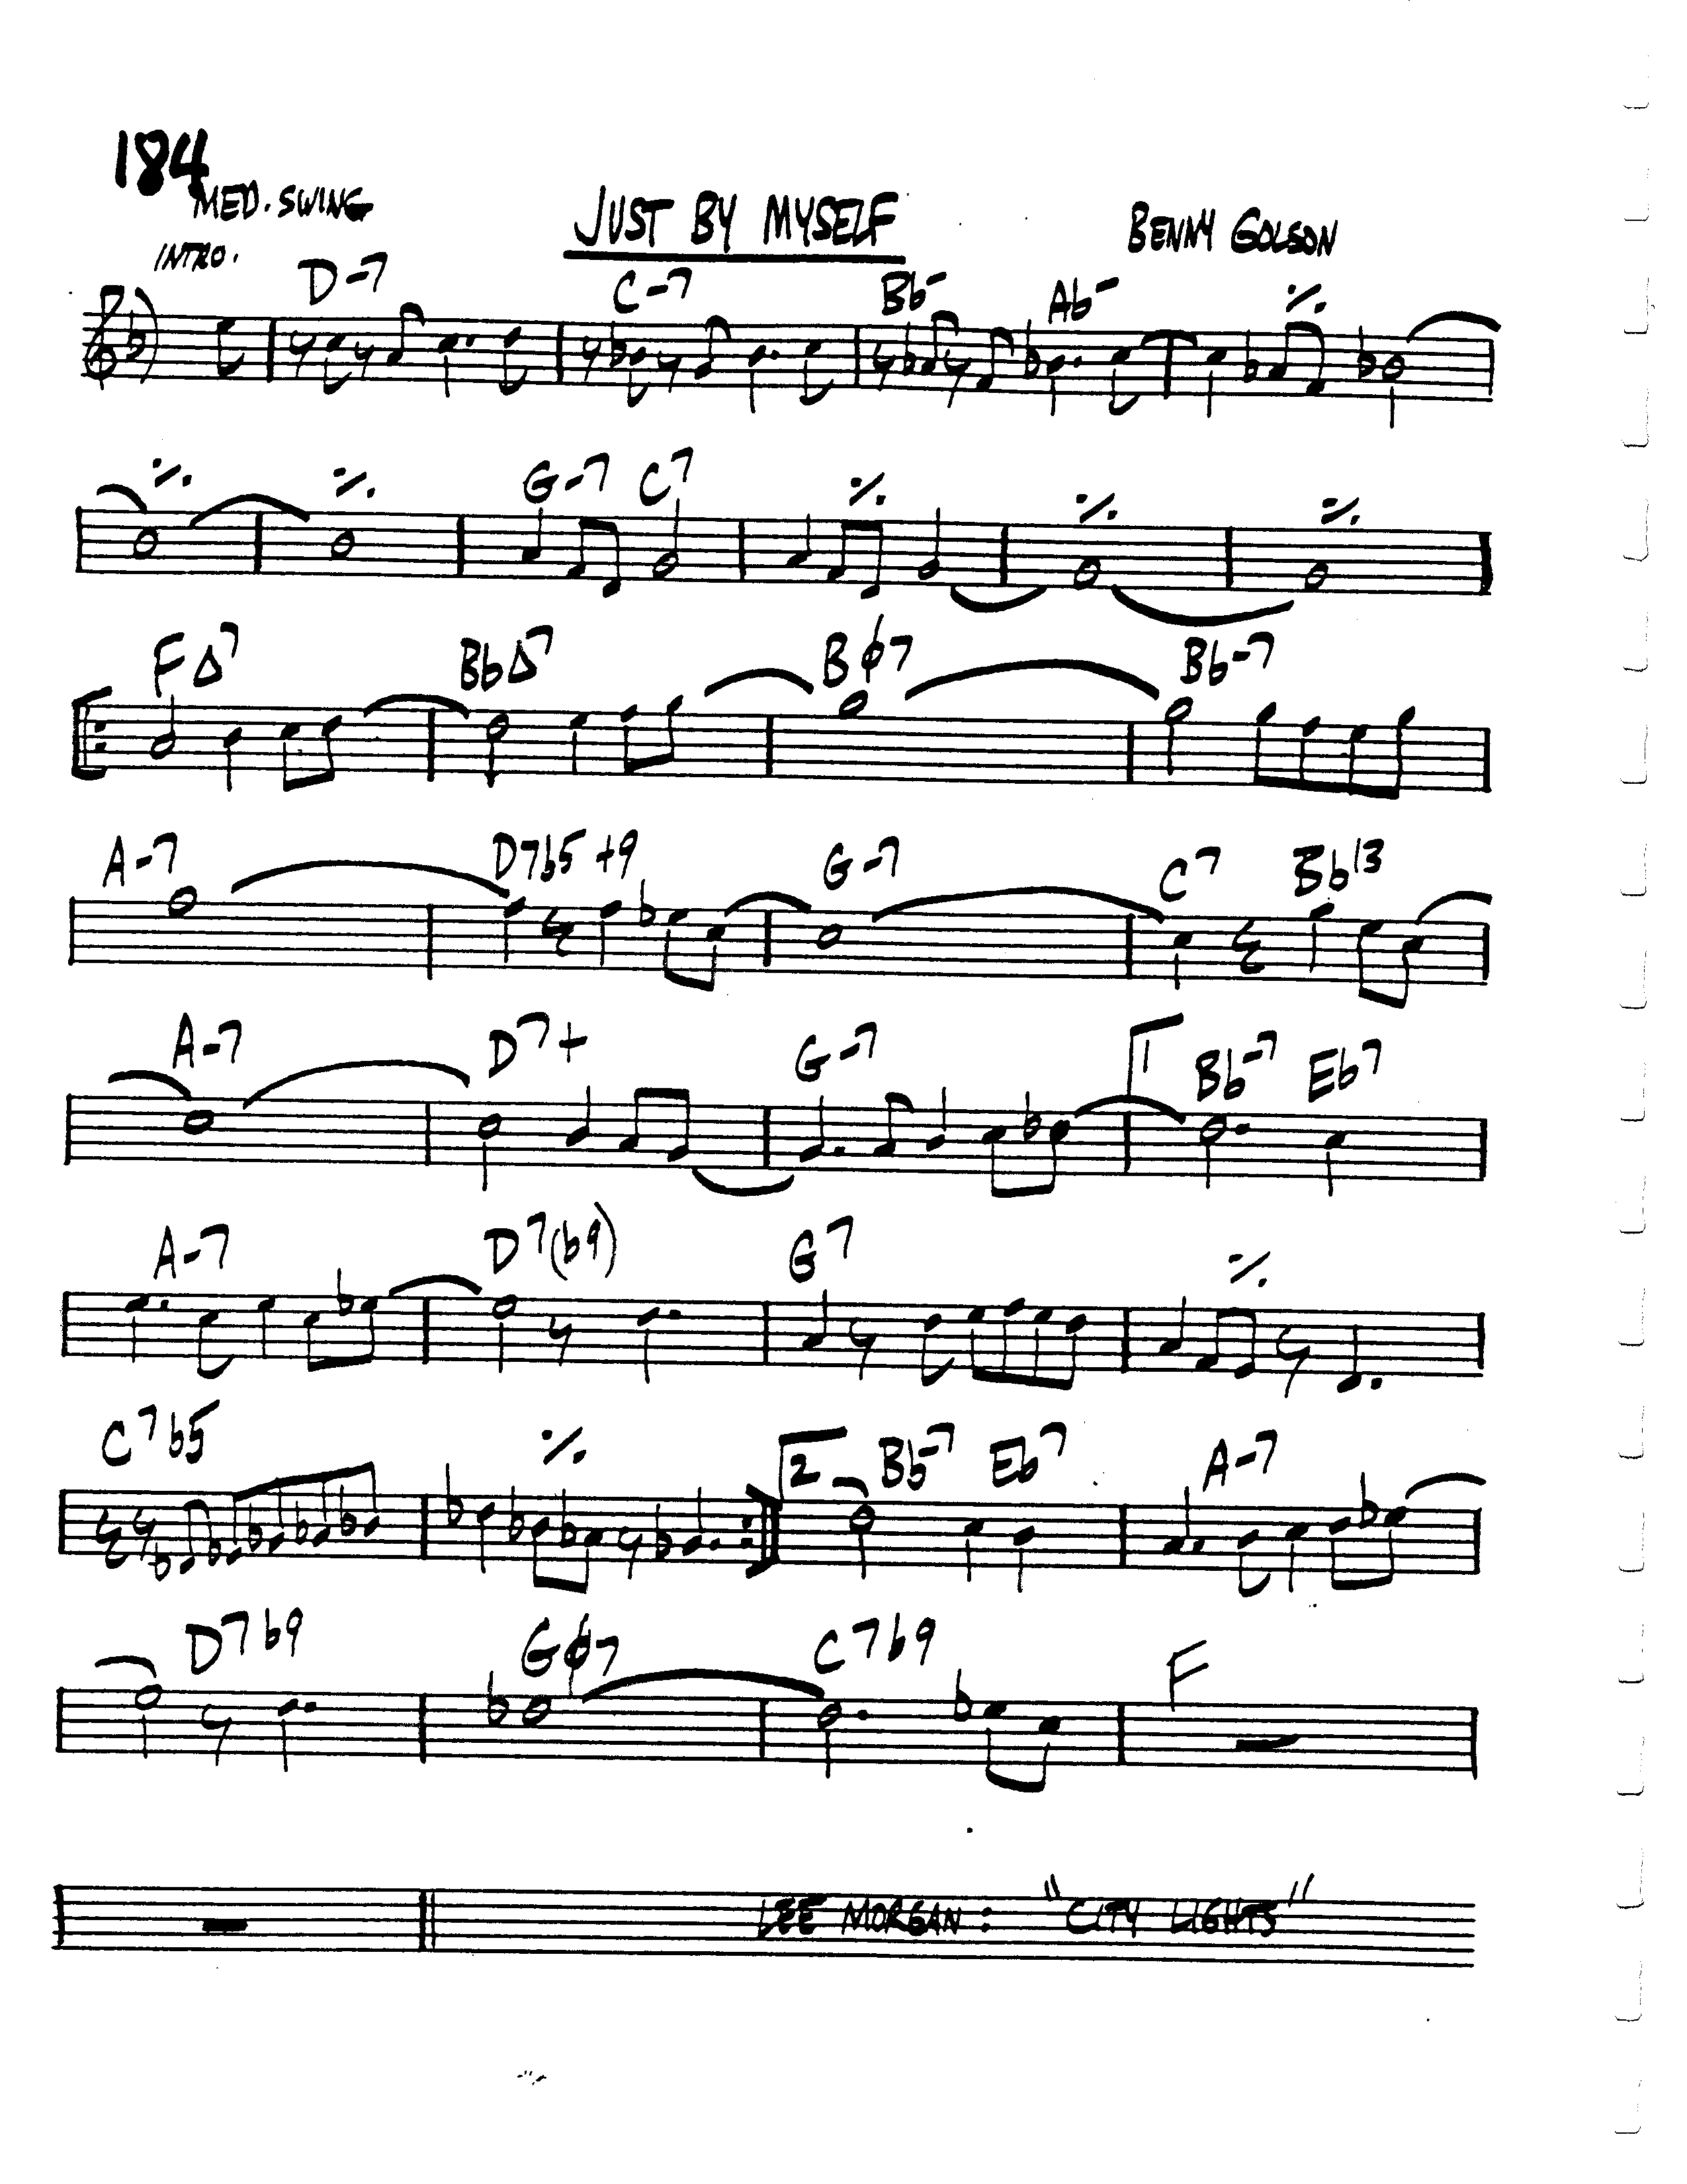 184
MED. SWING
JUST BY MYSELF
BENNY GOLSON
INTRO.
D-7 C-7 Bb- Ab- ٪
٪ ٪ G-7 C7 ٪ ٪ ٪
F∆7 Bb∆7 Bø7 Bb-7
A-7 D7b5+9 G-7 C7 Bb13
A-7 D7+ G-7 1 Bb-7 Eb7
A-7 D7(b9) G7 ٪
C7b5 ٪ 2 Bb-7 Eb7 A-7
D7b9 Gø7 C7b9 F
LEE MORGAN: "CITY LIGHTS"